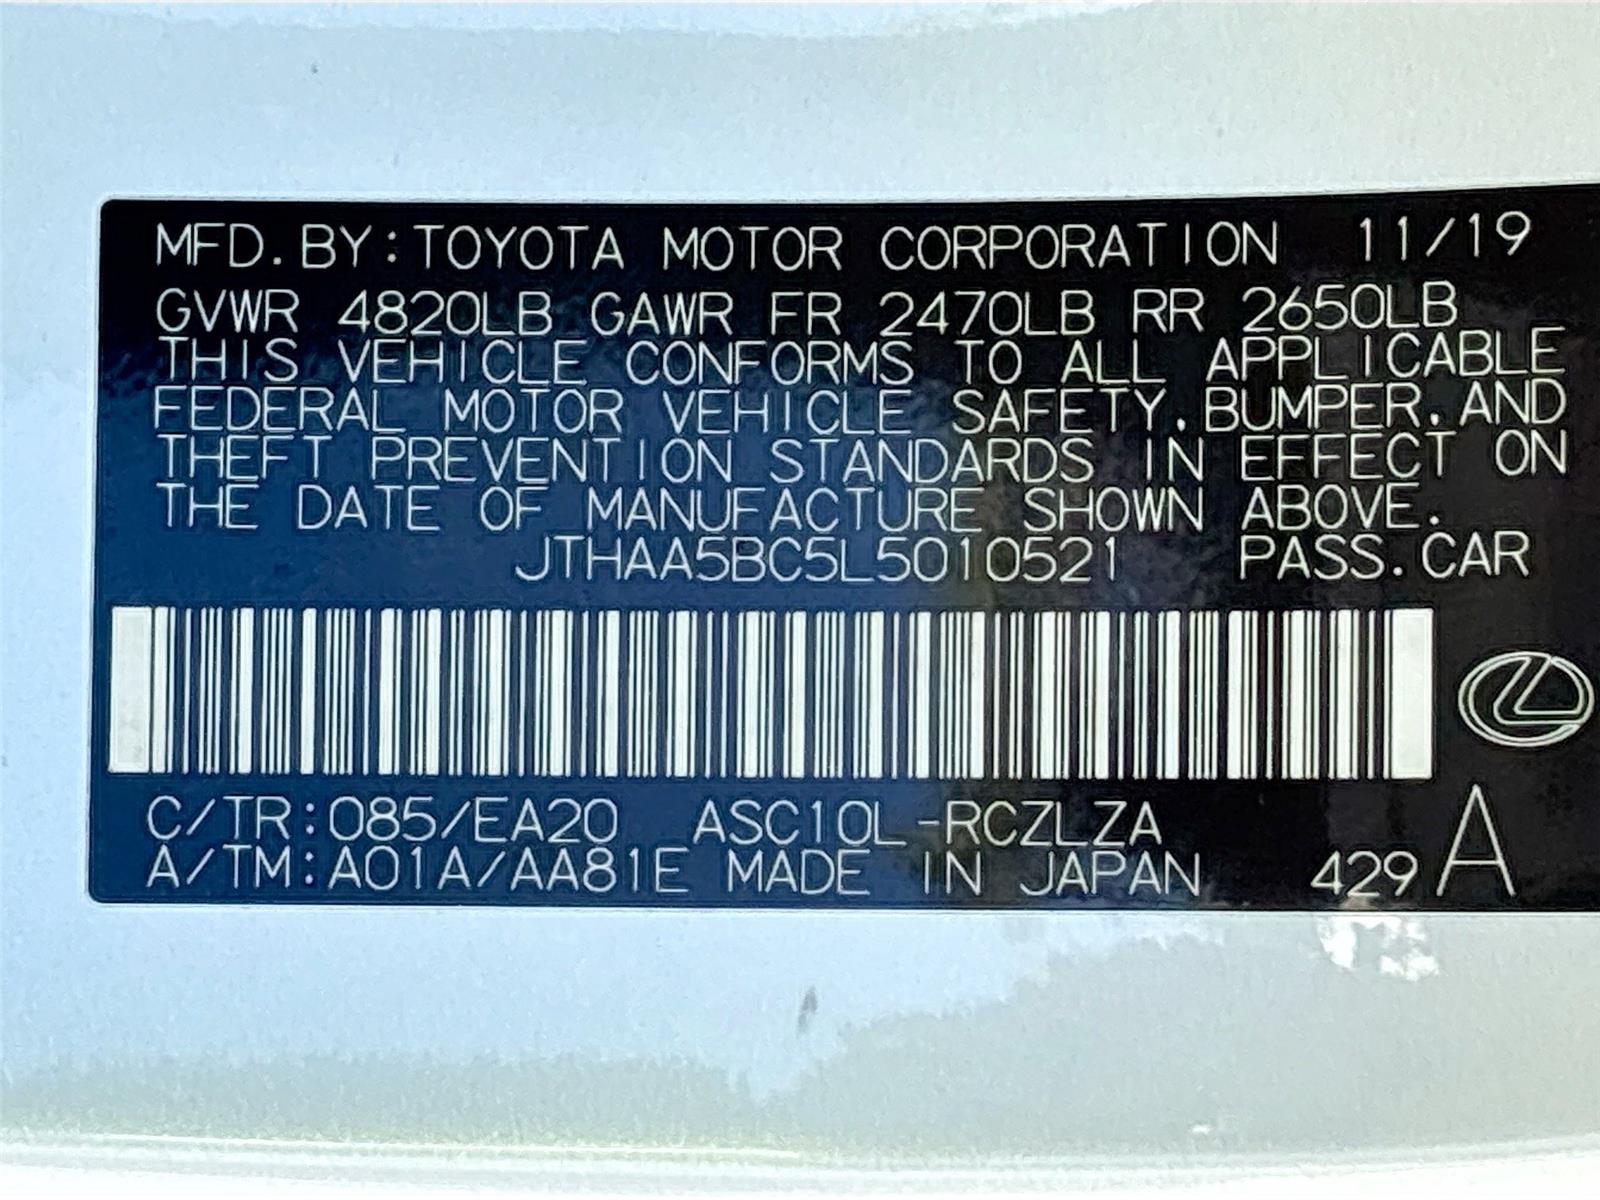 MFD. BY: TOYOTA MOTOR CORPORATION 11/19
GVWR 4820LB GAWR FR 2470LB RR 2650LB
THIS VEHICLE CONFORMS TO ALL APPLICABLE
FEDERAL MOTOR VEHICLE SAFETY, BUMPER, AND
THEFT PREVENTION STANDARDS IN EFFECT ON
THE DATE OF MANUFACTURE SHOWN ABOVE.
JTHAA5BC5L5010521 PASS. CAR
C/TR: 085/EA20 ASC10L-RCZLZA
A/TM: A01A/AA81E MADE IN JAPAN 429 A